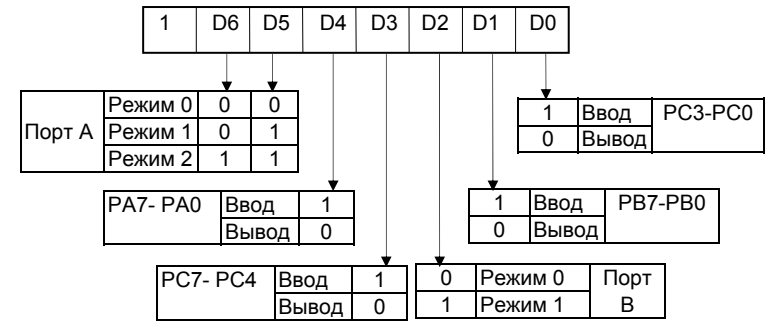 1 D6 D5 D4 D3 D2 D1 D0
Порт А Режим 0 0 0
Режим 1 0 1
Режим 2 1 1
1 Ввод PC3-PC0
0 Вывод
PA7- PA0 Ввод 1
Вывод 0
1 Ввод PB7-PB0
0 Вывод
PC7- PC4 Ввод 1
Вывод 0
0 Режим 0 Порт
1 Режим 1 В